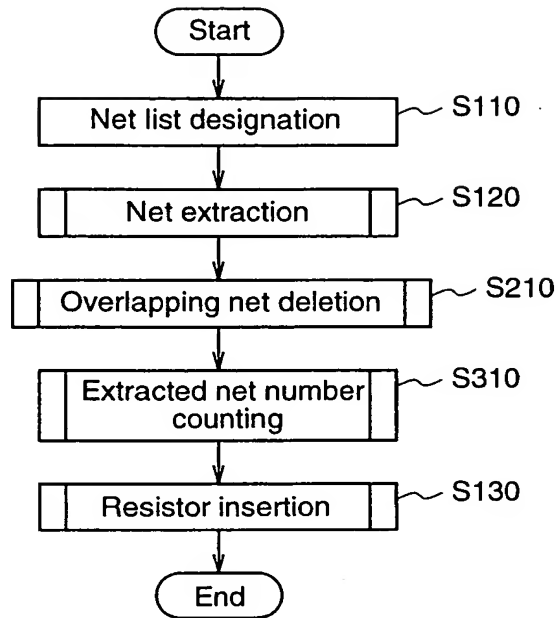 Start
Net list designation
S110
Net extraction
S120
Overlapping net deletion
S210
Extracted net number
counting
S310
Resistor insertion
S130
End